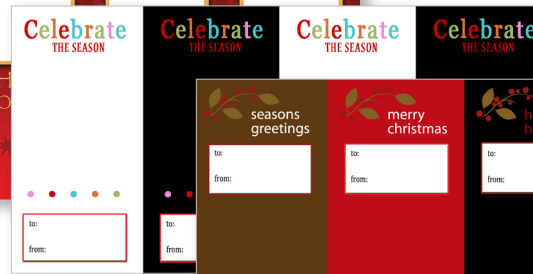 Celebrate
THE SEASON
Celebrate
THE SEASON
Celebrate
THE SEASON
Celebrate
THE SEASON
seasons
greetings
merry
christmas
to:
from:
to:
from:
to:
from:
to:
from:
to:
from: